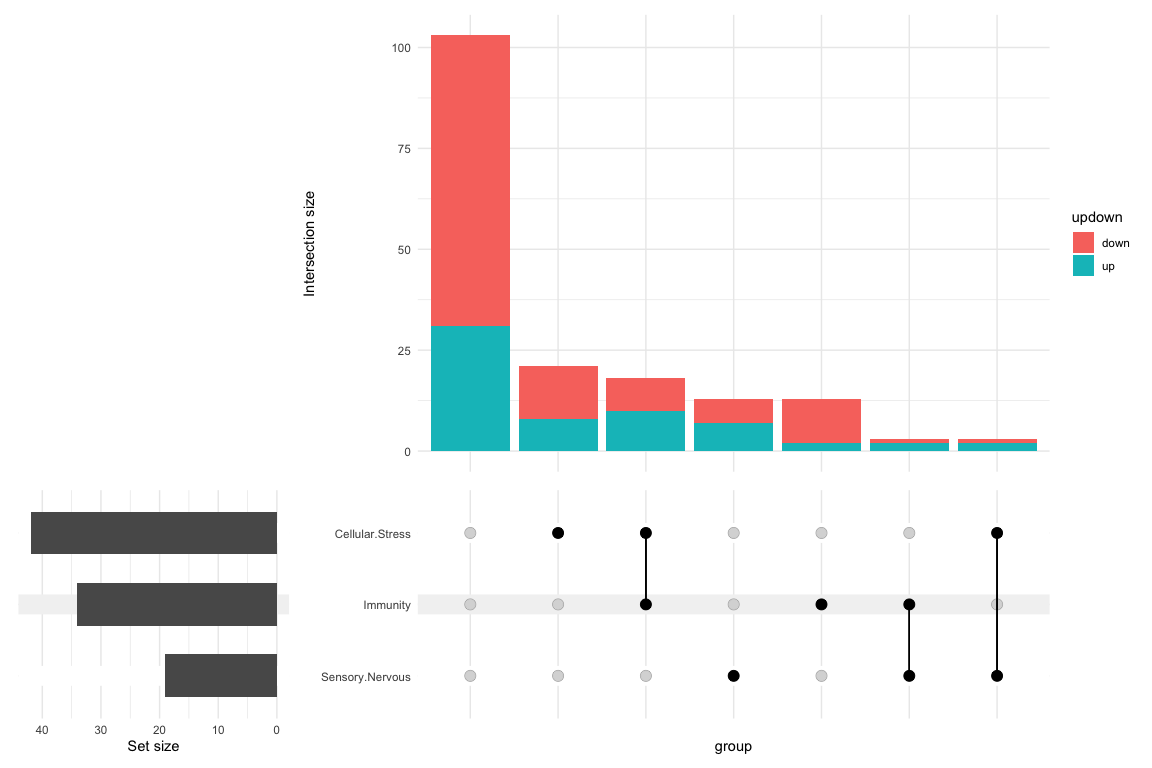 100
75
50
25
0
Intersection size
updown
down
up
Cellular.Stress
Immunity
Sensory.Nervous
40 30 20 10 0
Set size
group